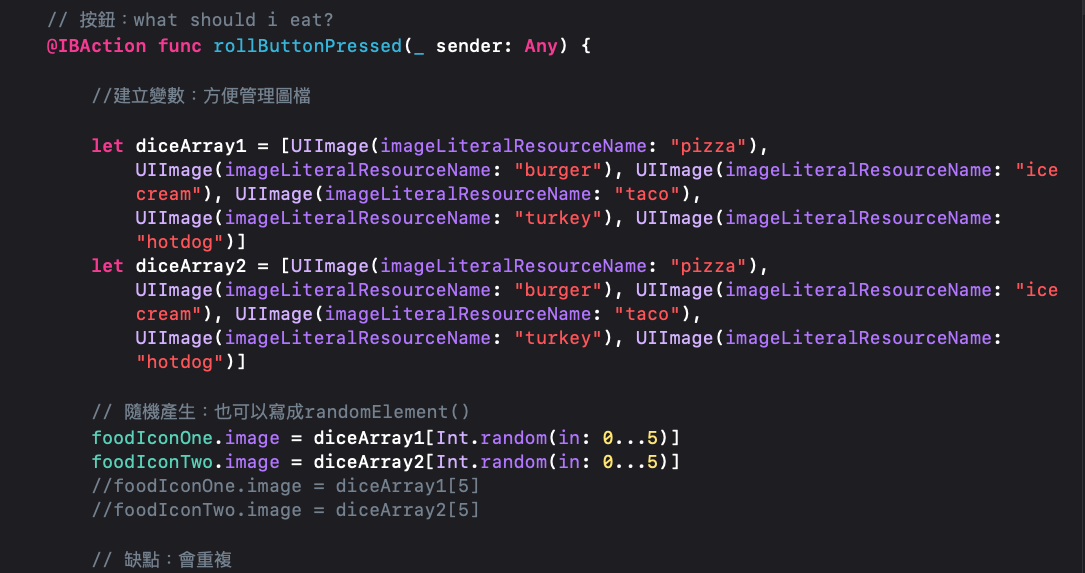 // 按鈕：what should i eat?
@IBAction func rollButtonPressed(_ sender: Any) {
//建立變數：方便管理圖檔
let diceArray1 = [UIImage(imageLiteralResourceName: "pizza"),
UIImage(imageLiteralResourceName: "burger"), UIImage(imageLiteralResourceName: "ice
cream"), UIImage(imageLiteralResourceName: "taco"),
UIImage(imageLiteralResourceName: "turkey"), UIImage(imageLiteralResourceName:
"hotdog")]
let diceArray2 = [UIImage(imageLiteralResourceName: "pizza"),
UIImage(imageLiteralResourceName: "burger"), UIImage(imageLiteralResourceName: "ice
cream"), UIImage(imageLiteralResourceName: "taco"),
UIImage(imageLiteralResourceName: "turkey"), UIImage(imageLiteralResourceName:
"hotdog")]
// 隨機產生：也可以寫成randomElement()
foodIconOne.image = diceArray1[Int.random(in: 0...5)]
foodIconTwo.image = diceArray2[Int.random(in: 0...5)]
//foodIconOne.image = diceArray1[5]
//foodIconTwo.image = diceArray2[5]
// 缺點：會重複